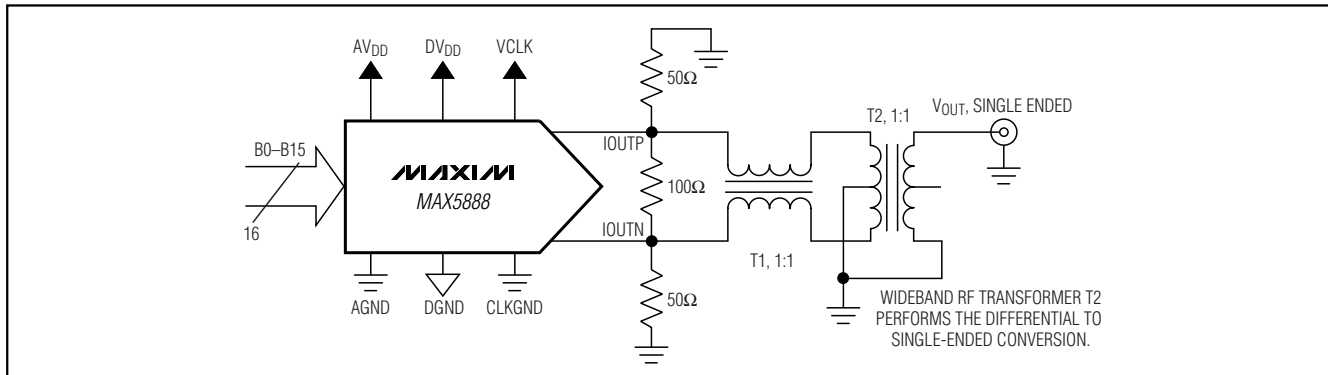 AVDD
DVDD
VCLK
50Ω
VOUT, SINGLE ENDED
T2, 1:1
B0–B15
IOUTP
MAXIM
MAX5888
100Ω
16
IOUTN
T1, 1:1
50Ω
AGND
DGND
CLKGND
WIDEBAND RF TRANSFORMER T2
PERFORMS THE DIFFERENTIAL TO
SINGLE-ENDED CONVERSION.